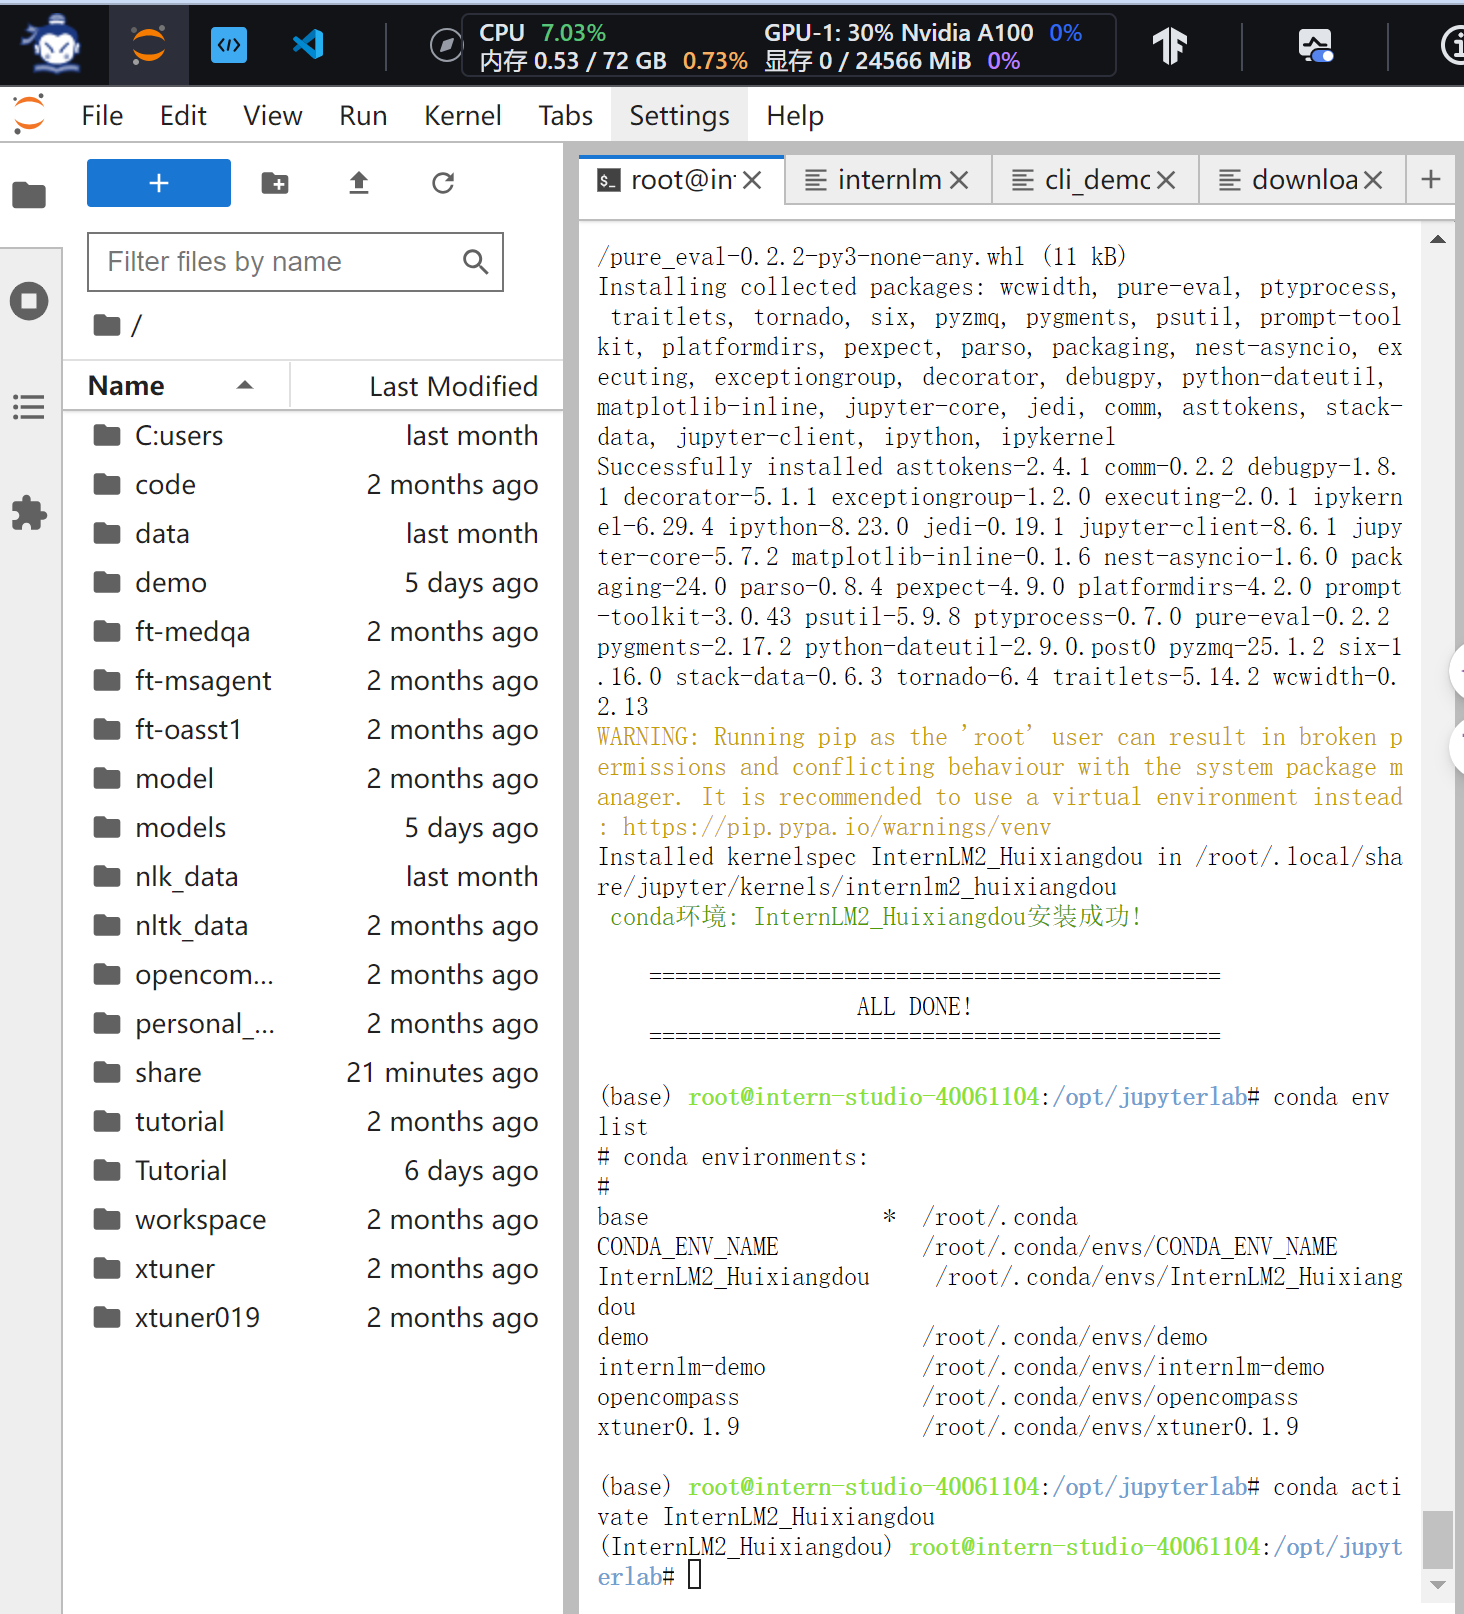 CPU 7.03% GPU-1: 30% Nvidia A100 0%
内存 0.53 / 72 GB 0.73% 显存 0 / 24566 MiB 0%
File Edit View Run Kernel Tabs Settings Help
root@in internlm cli_demo downloa
Filter files by name
/
Name Last Modified
C:users last month
code 2 months ago
data last month
demo 5 days ago
ft-medqa 2 months ago
ft-msagent 2 months ago
ft-oasst1 2 months ago
model 2 months ago
models 5 days ago
nlk_data last month
nltk_data 2 months ago
opencom... 2 months ago
personal_... 2 months ago
share 21 minutes ago
tutorial 2 months ago
Tutorial 6 days ago
workspace 2 months ago
xtuner 2 months ago
xtuner019 2 months ago
/pure_eval-0.2.2-py3-none-any.whl (11 kB)
Installing collected packages: wcwidth, pure-eval, ptyprocess,
traitlets, tornado, six, pyzmq, pygments, psutil, prompt-tool
kit, platformdirs, pexpect, parso, packaging, nest-asyncio, ex
ecuting, exceptiongroup, decorator, debugpy, python-dateutil,
matplotlib-inline, jupyter-core, jedi, comm, asttokens, stack-
data, jupyter-client, ipython, ipykernel
Successfully installed asttokens-2.4.1 comm-0.2.2 debugpy-1.8.
1 decorator-5.1.1 exceptiongroup-1.2.0 executing-2.0.1 ipykern
el-6.29.4 ipython-8.23.0 jedi-0.19.1 jupyter-client-8.6.1 jupy
ter-core-5.7.2 matplotlib-inline-0.1.6 nest-asyncio-1.6.0 pack
aging-24.0 parso-0.8.4 pexpect-4.9.0 platformdirs-4.2.0 prompt
-toolkit-3.0.43 psutil-5.9.8 ptyprocess-0.7.0 pure-eval-0.2.2
pygments-2.17.2 python-dateutil-2.9.0.post0 pyzmq-25.1.2 six-1
.16.0 stack-data-0.6.3 tornado-6.4 traitlets-5.14.2 wcwidth-0.
2.13
WARNING: Running pip as the 'root' user can result in broken p
ermissions and conflicting behaviour with the system package m
anager. It is recommended to use a virtual environment instead
: https://pip.pypa.io/warnings/venv
Installed kernelspec InternLM2_Huixiangdou in /root/.local/sha
re/jupyter/kernels/internlm2_huixiangdou
conda环境: InternLM2_Huixiangdou安装成功!
============================================
ALL DONE!
============================================
(base) root@intern-studio-40061104:/opt/jupyterlab# conda env
list
# conda environments:
#
base * /root/.conda
CONDA_ENV_NAME /root/.conda/envs/CONDA_ENV_NAME
InternLM2_Huixiangdou /root/.conda/envs/InternLM2_Huixiang
dou
demo /root/.conda/envs/demo
internlm-demo /root/.conda/envs/internlm-demo
opencompass /root/.conda/envs/opencompass
xtuner0.1.9 /root/.conda/envs/xtuner0.1.9
(base) root@intern-studio-40061104:/opt/jupyterlab# conda acti
vate InternLM2_Huixiangdou
(InternLM2_Huixiangdou) root@intern-studio-40061104:/opt/jupyt
erlab#